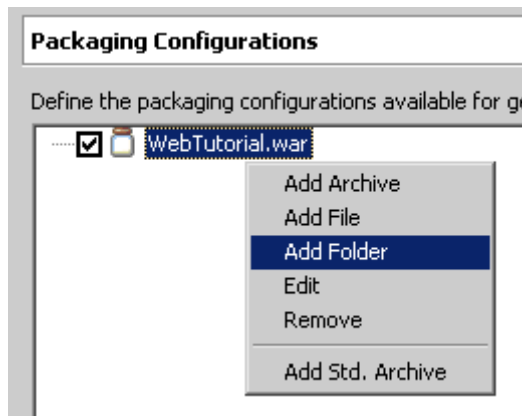 Packaging Configurations
Define the packaging configurations available for g
WebTutorial.war
Add Archive
Add File
Add Folder
Edit
Remove
Add Std. Archive